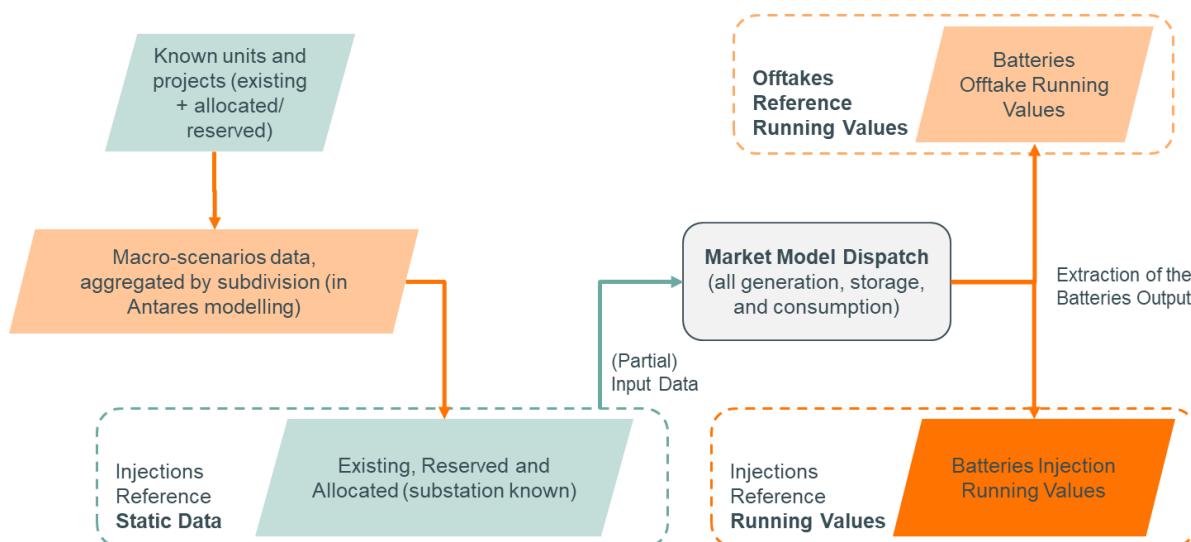 Known units and
projects (existing
+ allocated/
reserved)
Macro-scenarios data,
aggregated by subdivision (in
Antares modelling)
Injections
Reference
Static Data
Existing, Reserved and
Allocated (substation known)
(Partial)
Input Data
Market Model Dispatch
(all generation, storage,
and consumption)
Offtakes
Reference
Running Values
Batteries
Offtake Running
Values
Extraction of the
Batteries Output
Injections
Reference
Running Values
Batteries Injection
Running Values